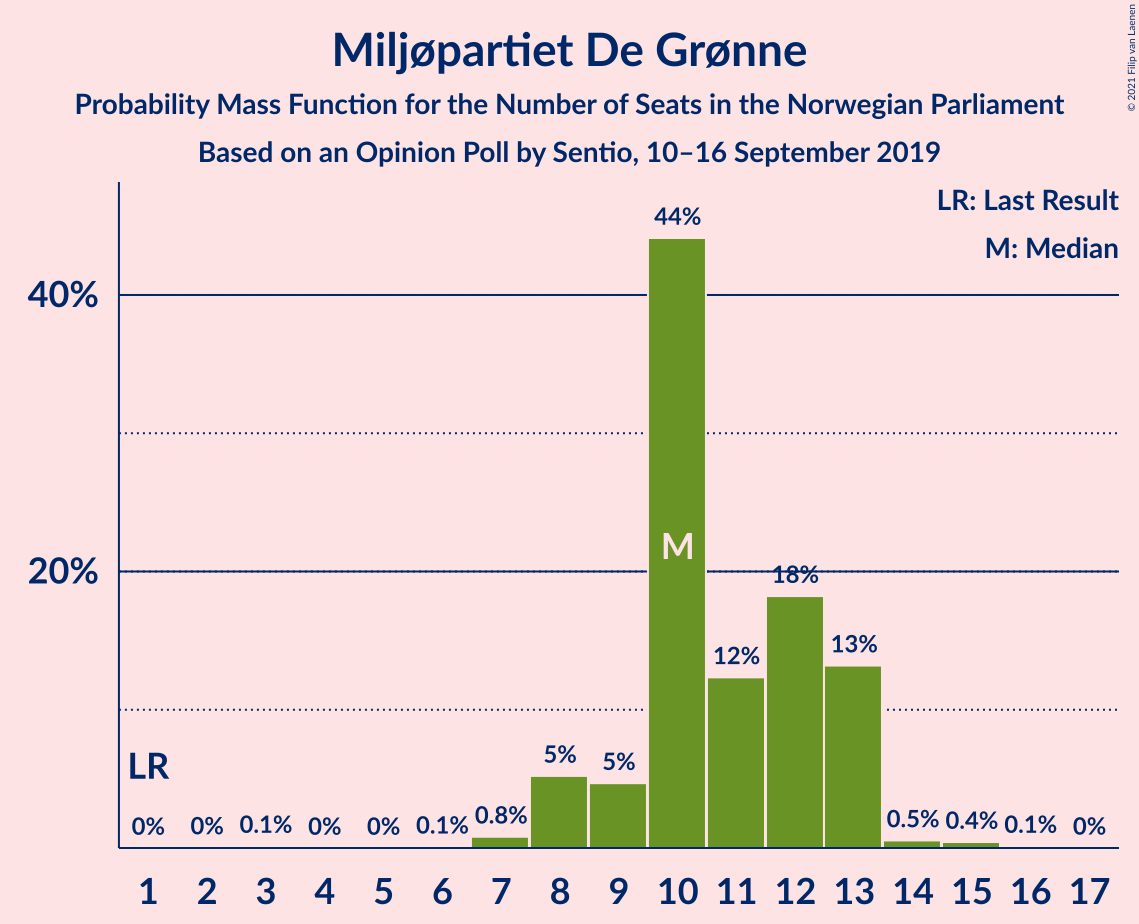 Miljøpartiet De Grønne
Probability Mass Function for the Number of Seats in the Norwegian Parliament
Based on an Opinion Poll by Sentio, 10–16 September 2019
© 2021 Filip van Laenen
LR: Last Result
M: Median
44%
40%
M
20%
18%
13%
12%
LR
5%
5%
0%
0%
0.1%
0%
0%
0.1%
0.8%
0.5%
0.4%
0.1%
0%
1 2 3 4 5 6 7 8 9 10 11 12 13 14 15 16 17